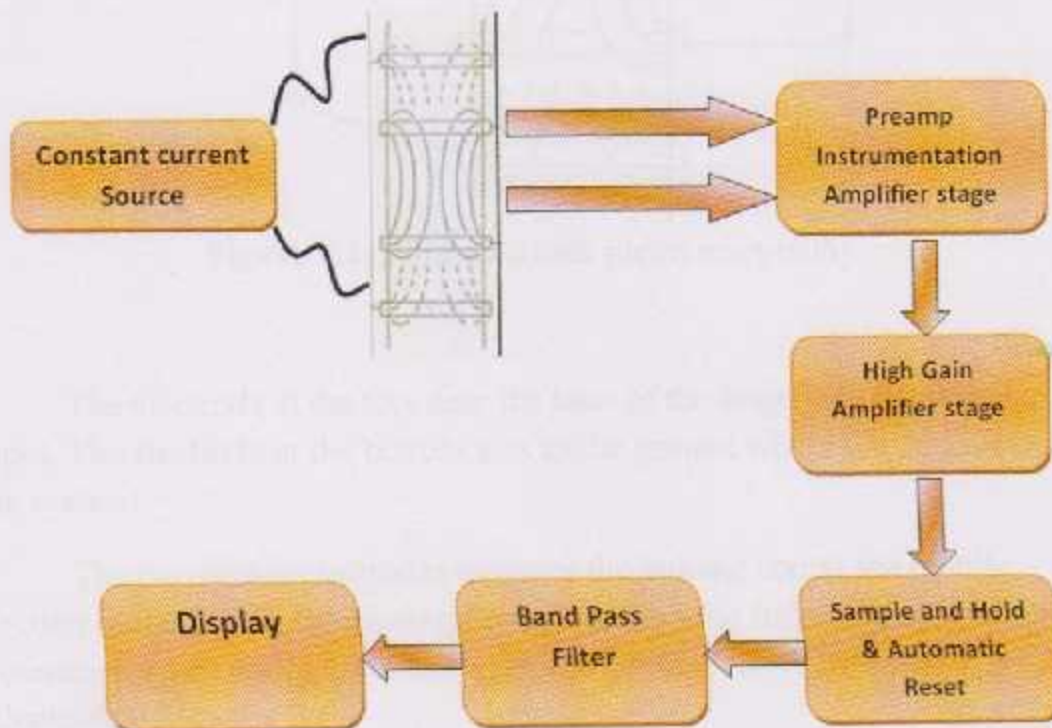 Constant current
Source
Preamp
Instrumentation
Amplifier stage
High Gain
Amplifier stage
Sample and Hold
& Automatic
Reset
Band Pass
Filter
Display